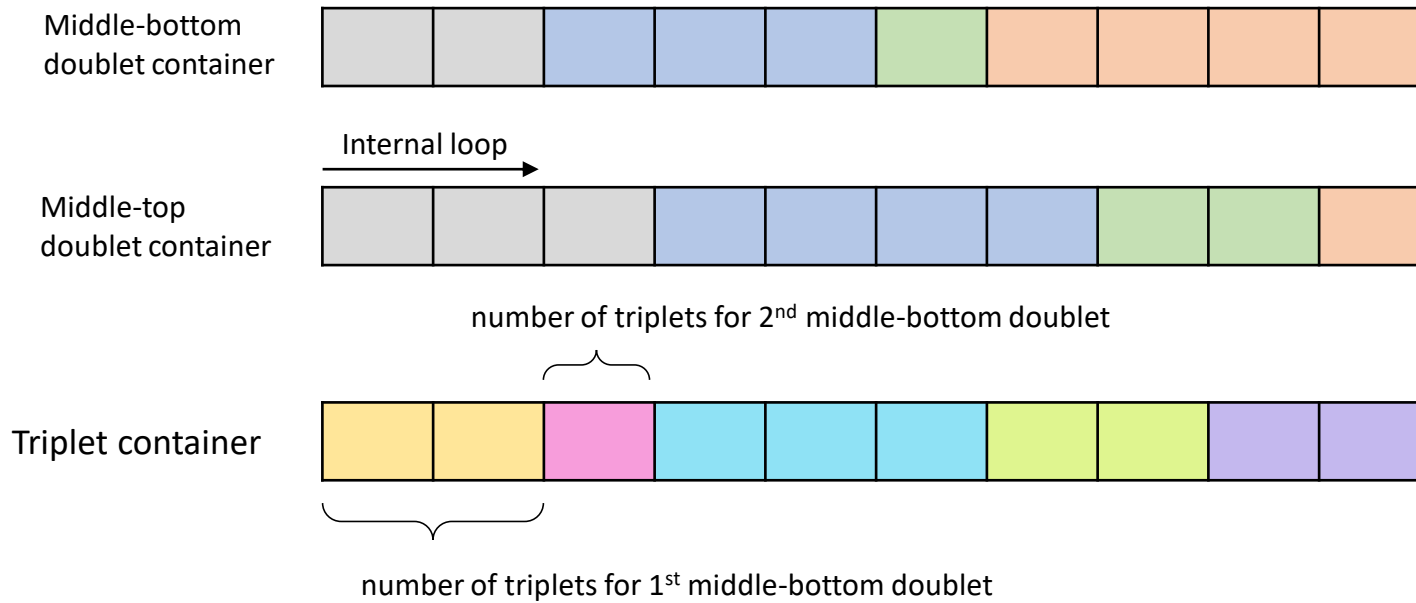 Middle-bottom
doublet container
Internal loop
Middle-top
doublet container
number of triplets for 2nd middle-bottom doublet
Triplet container
number of triplets for 1st middle-bottom doublet